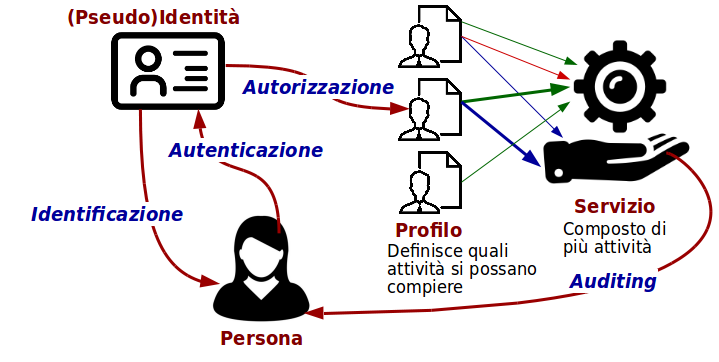 (Pseudo)Identità
Autorizzazione
Autenticazione
Identificazione
Persona
Profilo
Definisce quali
attività si possano
compiere
Servizio
Composto di
più attività
Auditing